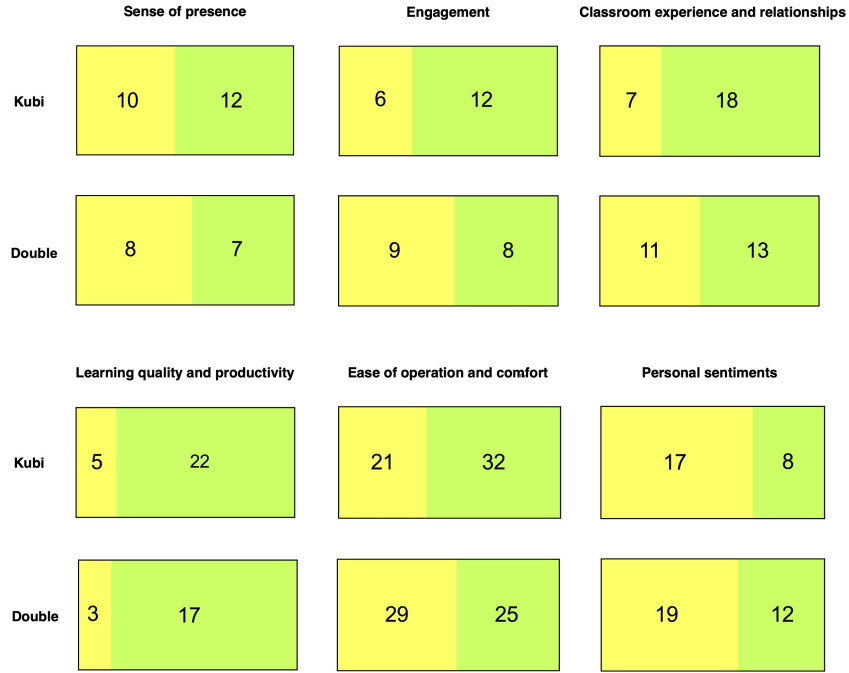 Sense of presence Engagement Classroom experience and relationships
Kubi 10 12 6 12 7 18
Double 8 7 9 8 11 13
Learning quality and productivity Ease of operation and comfort Personal sentiments
Kubi 5 22 21 32 17 8
Double 3 17 29 25 19 12